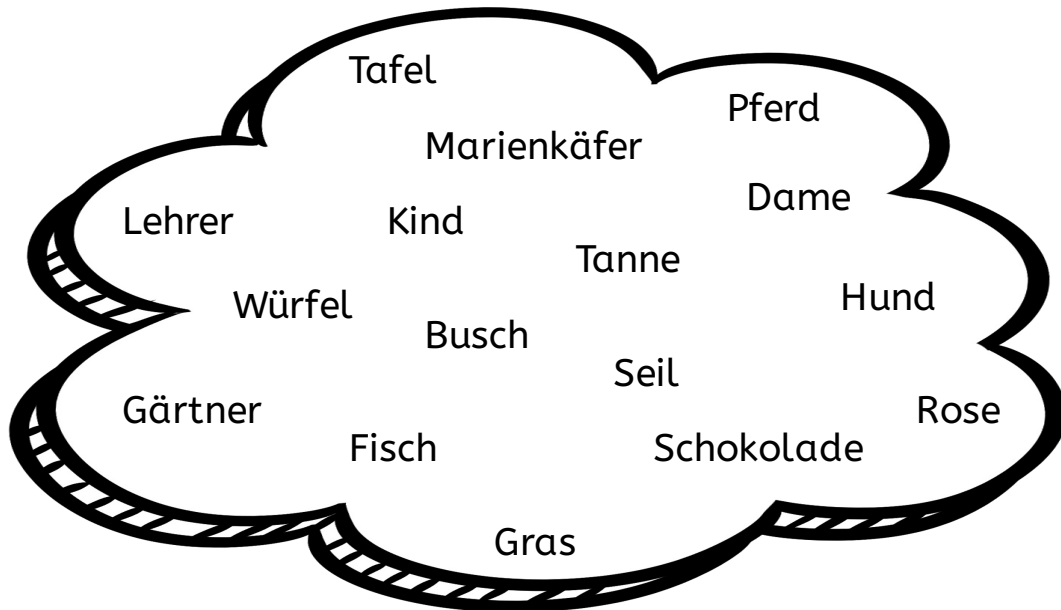 Tafel
Pferd
Marienkäfer
Dame
Lehrer
Kind
Tanne
Hund
Würfel
Busch
Seil
Gärtner
Rose
Fisch
Schokolade
Gras